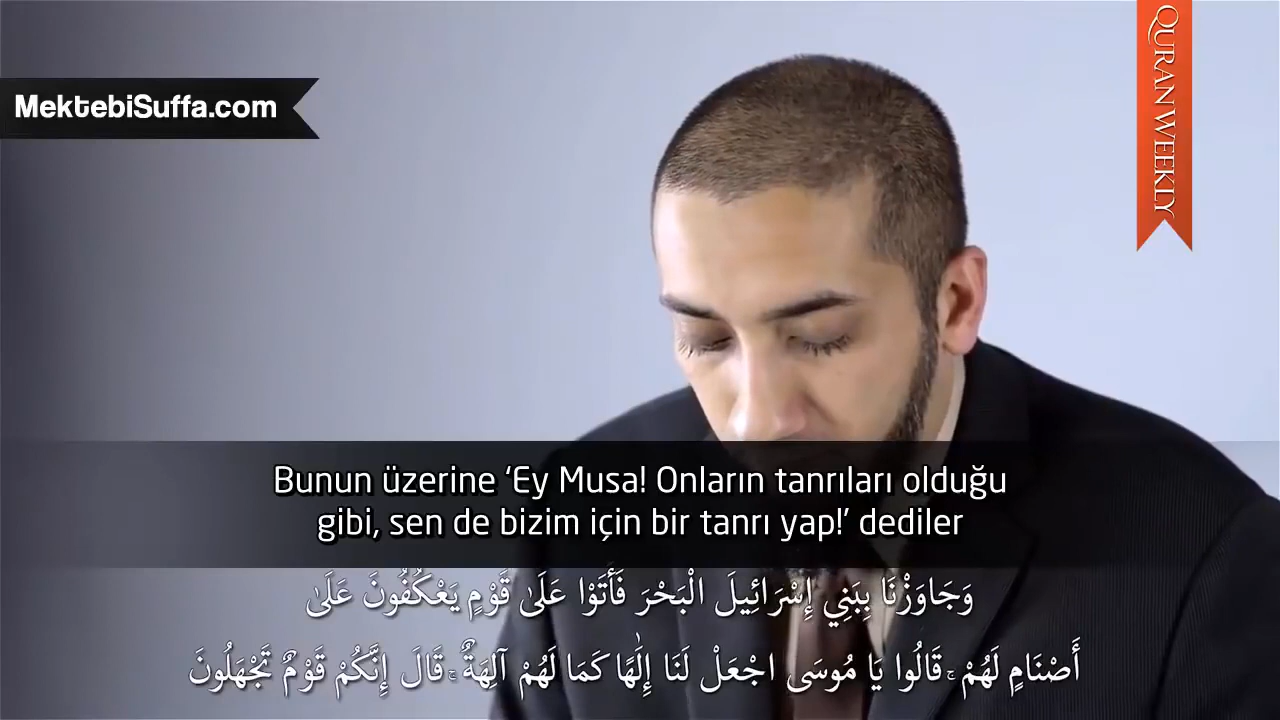 MektebiSuffa.com
QURAN WEEKLY
Bunun üzerine ‘Ey Musa! Onların tanrıları olduğu
gibi, sen de bizim için bir tanrı yap!’ dediler
وَجَاوَزْنَا بِبَنِي إِسْرَائِيلَ الْبَحْرَ فَأَتَوْا عَلَىٰ قَوْمٍ يَعْكُفُونَ عَلَىٰ
أَصْنَامٍ لَهُمْ ۚ قَالُوا يَا مُوسَى اجْعَلْ لَنَا إِلَٰهًا كَمَا لَهُمْ آلِهَةٌ ۚ قَالَ إِنَّكُمْ قَوْمٌ تَجْهَلُونَ